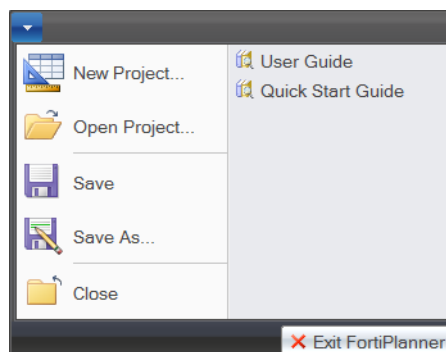 New Project...
Open Project...
Save
Save As...
Close
User Guide
Quick Start Guide
Exit FortiPlanner